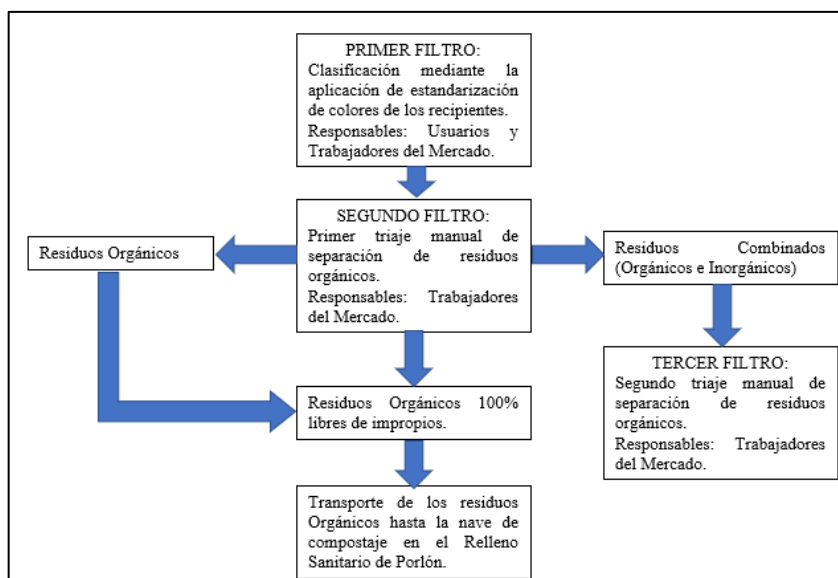 PRIMER FILTRO:
Clasificación mediante la
aplicación de estandarización
de colores de los recipientes.
Responsables: Usuarios y
Trabajadores del Mercado.
SEGUNDO FILTRO:
Primer triaje manual de
separación de residuos
orgánicos.
Responsables: Trabajadores
del Mercado.
Residuos Orgánicos
Residuos Combinados
(Orgánicos e Inorgánicos)
TERCER FILTRO:
Segundo triaje manual de
separación de residuos
orgánicos.
Responsables: Trabajadores
del Mercado.
Residuos Orgánicos 100%
libres de impropios.
Transporte de los residuos
Orgánicos hasta la nave de
compostaje en el Relleno
Sanitario de Porlón.